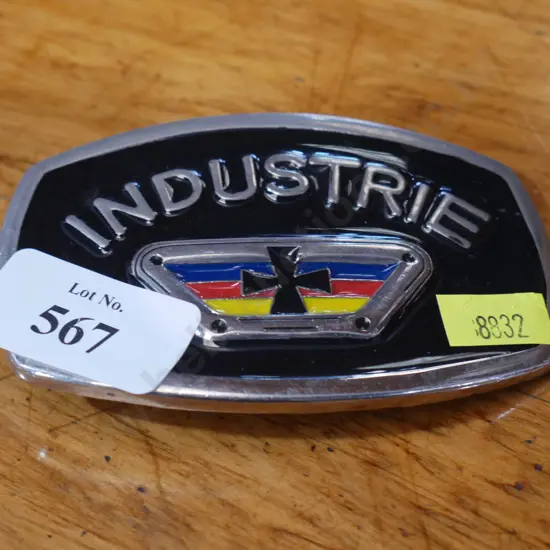 INDUSTRIE
Lot No.
567
8832